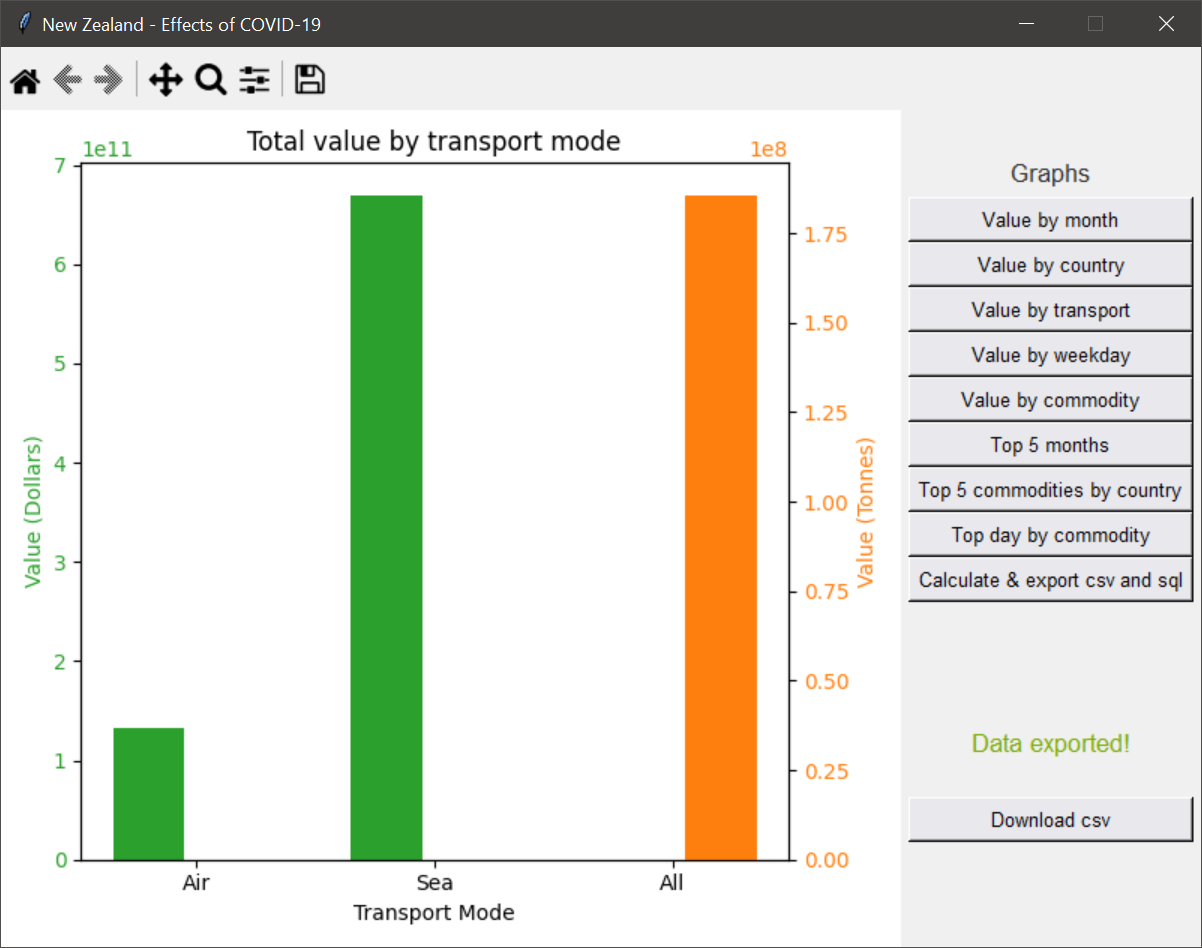 New Zealand - Effects of COVID-19
Total value by transport mode
1e11
1e8
7
6
5
4
3
2
1
0
Value (Dollars)
1.75
1.50
1.25
1.00
0.75
0.50
0.25
0.00
Value (Tonnes)
Air
Sea
All
Transport Mode
Graphs
Value by month
Value by country
Value by transport
Value by weekday
Value by commodity
Top 5 months
Top 5 commodities by country
Top day by commodity
Calculate & export csv and sql
Data exported!
Download csv